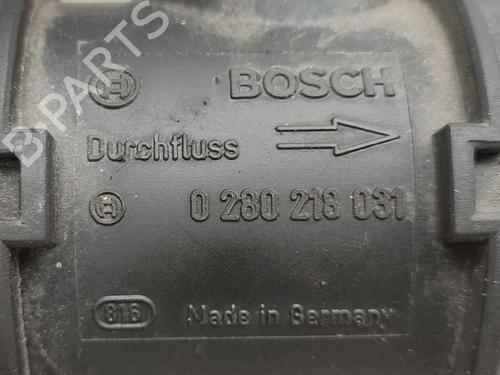 B-PARTS
BOSCH
Durchfluss
0 280 218 031
816 Made in Germany